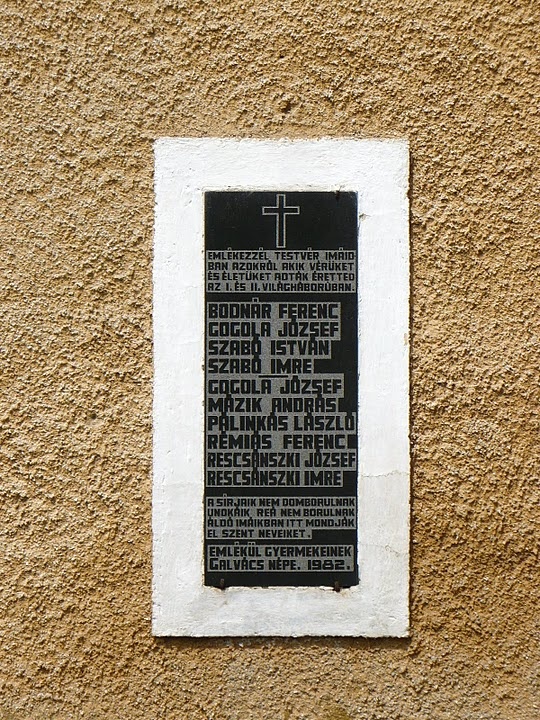 EMLÉKEZZÉL TESTVÉR IMÁID
BAN AZOKRÓL AKIK VÉRÜKET
ÉS ÉLETÜKET ADTÁK ÉRETTED
AZ I. ÉS II. VILÁGHÁBORÚBAN.
BODNÁR FERENC
GOGOLA JÓZSEF
SZABÓ ISTVÁN
SZABÓ IMRE
GOGOLA JÓZSEF
MÁZIK ANDRÁS
PÁLINKÁS LÁSZLÓ
RÉMIÁS FERENC
RESCSÁNSZKI JÓZSEF
RESCSÁNSZKI IMRE
A SÍRJAIK NEM DOMBORULNAK
UNOKÁIK REÁ NEM BORULNAK
ÁLDÓ IMÁIKBAN ITT MONDJÁK
EL SZENT NEVEIKET.
EMLÉKÜL GYERMEKEINEK
GALVÁCS NÉPE. 1982.